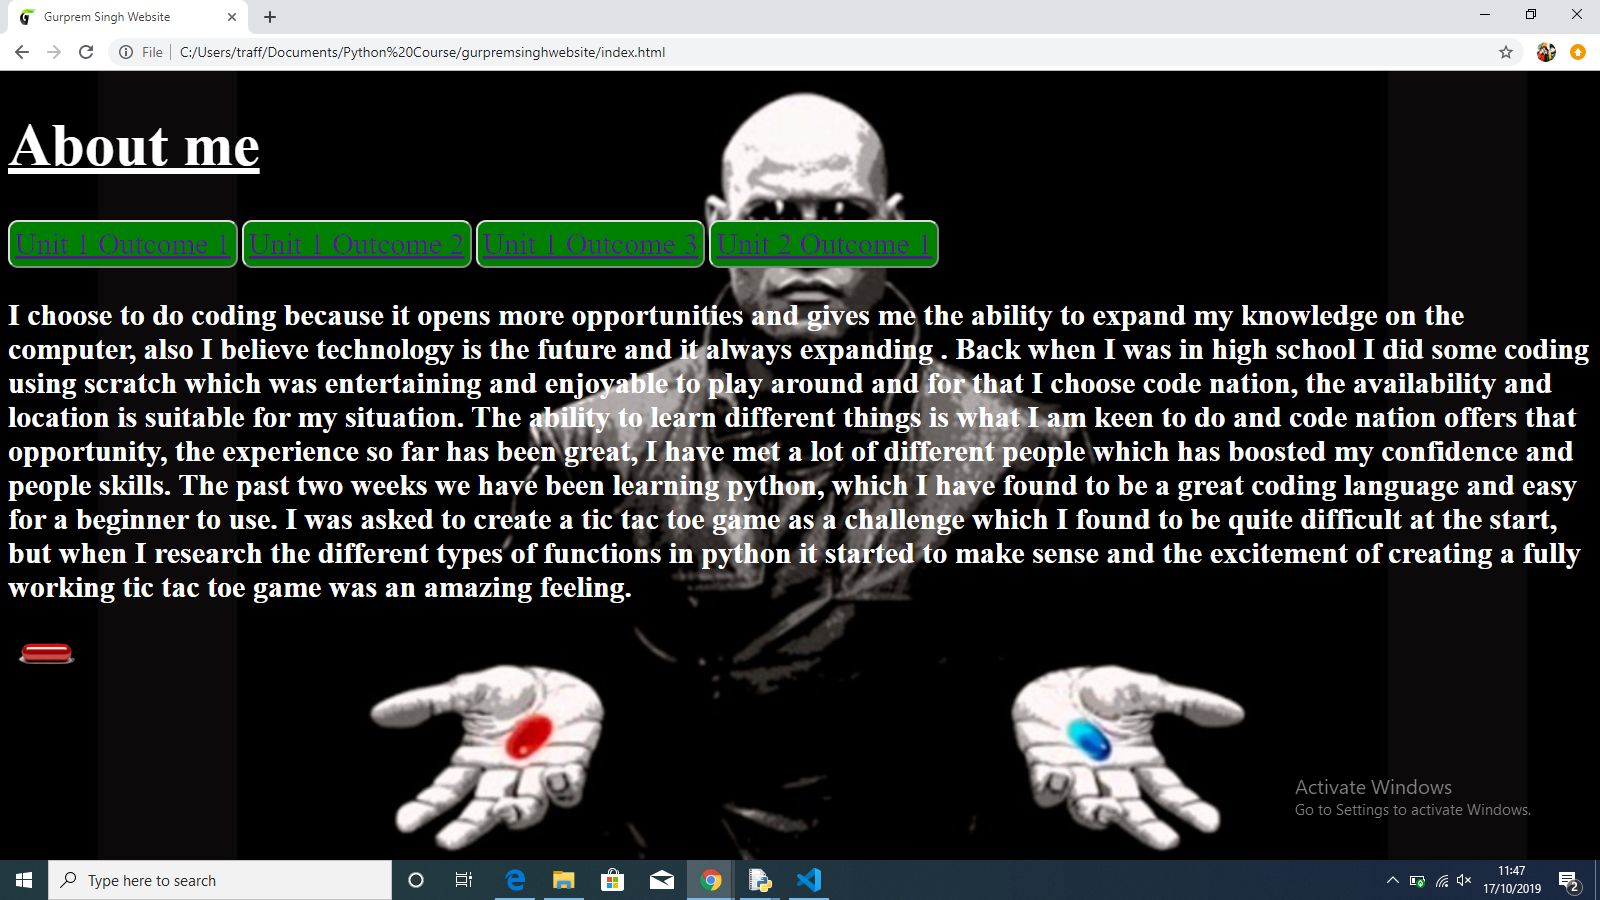 Gurprem Singh Website
File
C:/Users/traff/Documents/Python%20Course/gurpremsinghwebsite/index.html
About me
Unit 1 Outcome 1 Unit 1 Outcome 2 Unit 1 Outcome 3 Unit 2 Outcome 1
I choose to do coding because it opens more opportunities and gives me the ability to expand my knowledge on the
computer, also I believe technology is the future and it always expanding . Back when I was in high school I did some coding
using scratch which was entertaining and enjoyable to play around and for that I choose code nation, the availability and
location is suitable for my situation. The ability to learn different things is what I am keen to do and code nation offers that
opportunity, the experience so far has been great, I have met a lot of different people which has boosted my confidence and
people skills. The past two weeks we have been learning python, which I have found to be a great coding language and easy
for a beginner to use. I was asked to create a tic tac toe game as a challenge which I found to be quite difficult at the start,
but when I research the different types of functions in python it started to make sense and the excitement of creating a fully
working tic tac toe game was an amazing feeling.
Activate Windows
Go to Settings to activate Windows.
Type here to search
11:47
17/10/2019
2